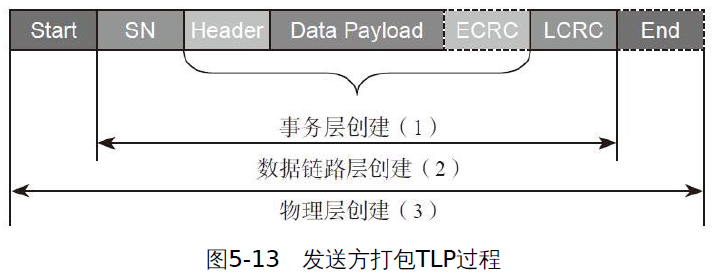 Start SN Header Data Payload ECRC LCRC End
事务层创建（1）
数据链路层创建（2）
物理层创建（3）
图5-13 发送方打包TLP过程